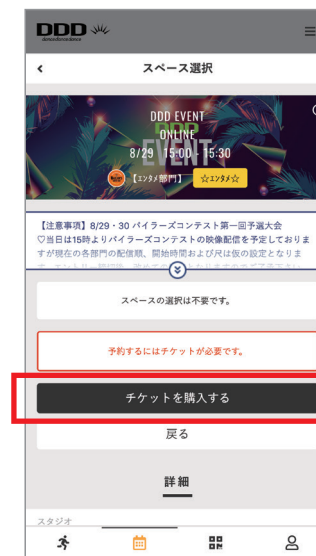 DDD
dancedancedance
スペース選択
DDD EVENT
ONLINE
8/29 15:00 - 15:30
【エンタメ部門】 ☆エンタメ☆
【注意事項】8/29・30 バイラーズコンテスト第一回予選大会
♡当日は15時よりバイラーズコンテストの映像配信を予定しておりま
すが現在の各部門の配信順、開始時間および尺は仮の設定となりま
スペースの選択は不要です。
予約するにはチケットが必要です。
チケットを購入する
戻る
詳細
スタジオ